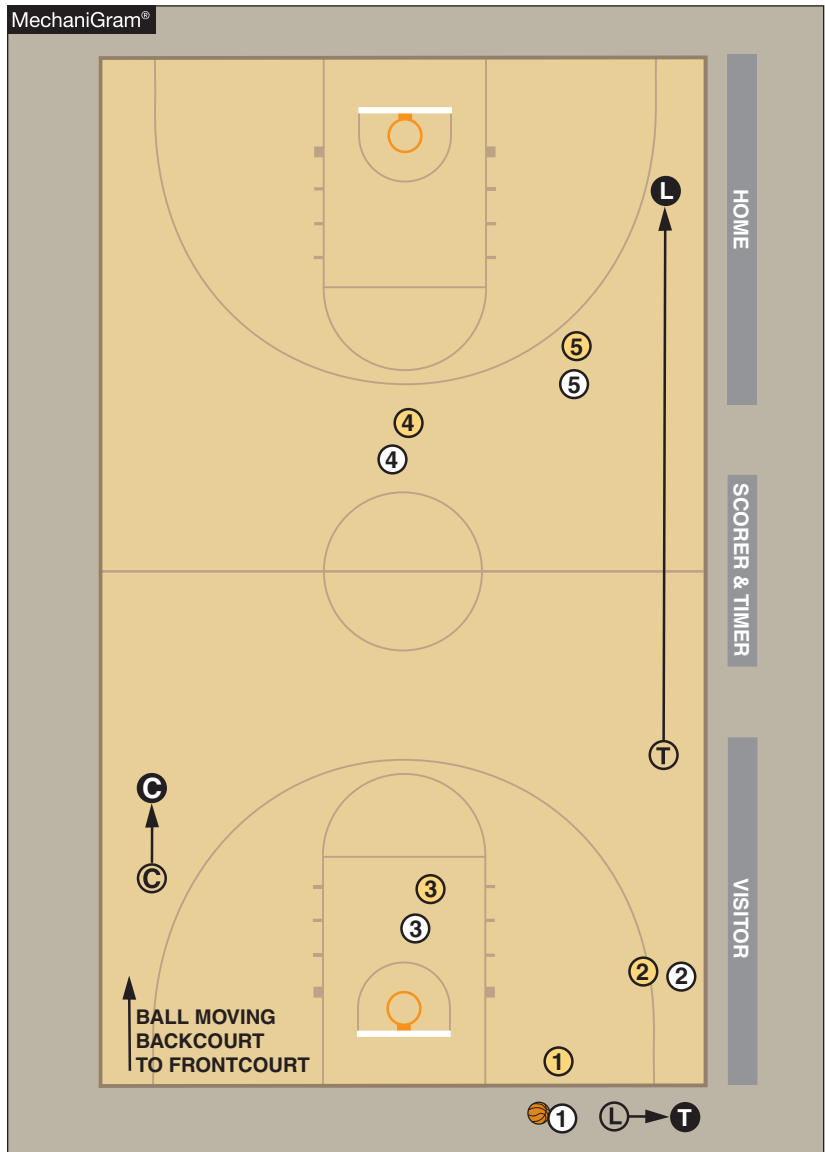 MechaniGram®
L
HOME
5
5
4
4
SCORER & TIMER
T
C
C
3
3
VISITOR
2
2
BALL MOVING
BACKCOURT
TO FRONTCOURT
1
1
L
T